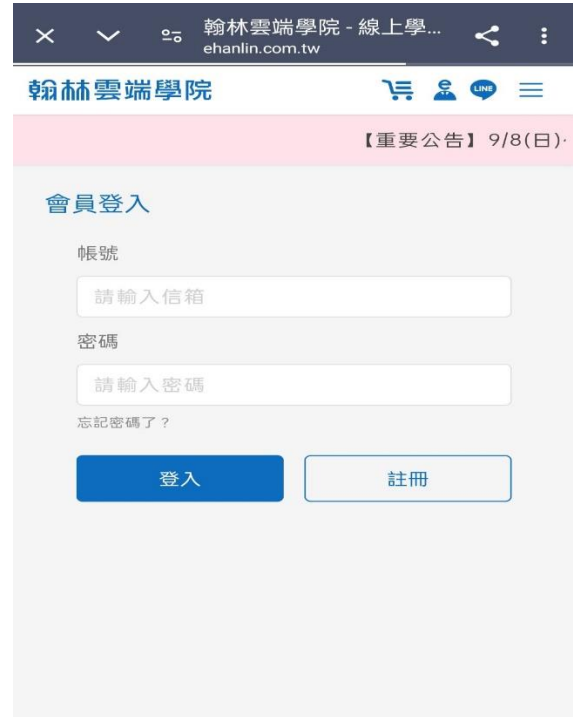 翰林雲端學院 - 線上學...
ehanlin.com.tw
翰林雲端學院
LINE
【重要公告】9/8(日)
會員登入
帳號
請輸入信箱
密碼
請輸入密碼
忘記密碼了？
登入
註冊